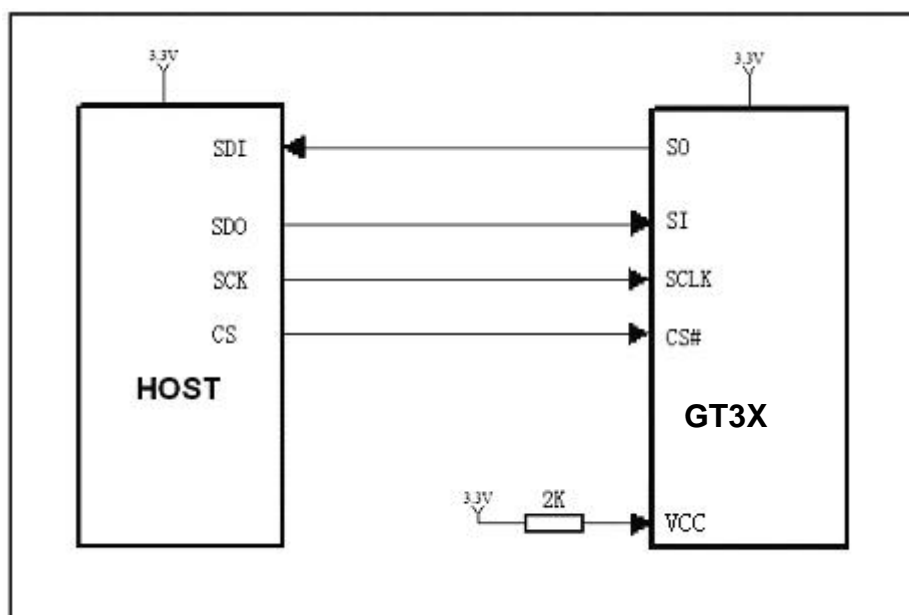 3.3V
3.3V
SDI
SO
SDO
SI
SCK
SCLK
CS
CS#
HOST
GT3X
3.3V
2K
VCC